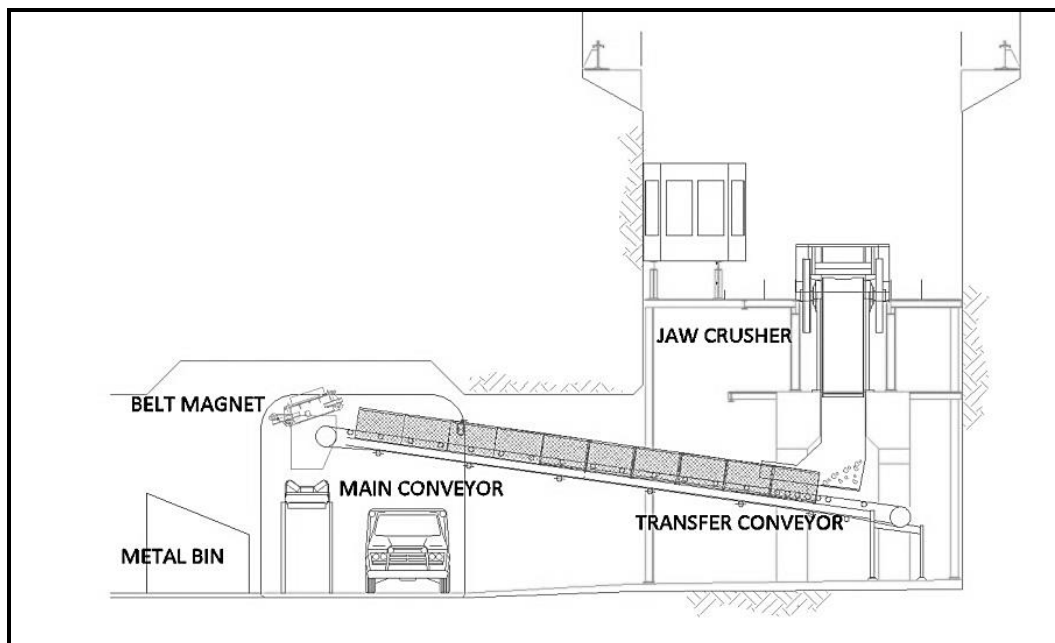 JAW CRUSHER
BELT MAGNET
MAIN CONVEYOR
TRANSFER CONVEYOR
METAL BIN